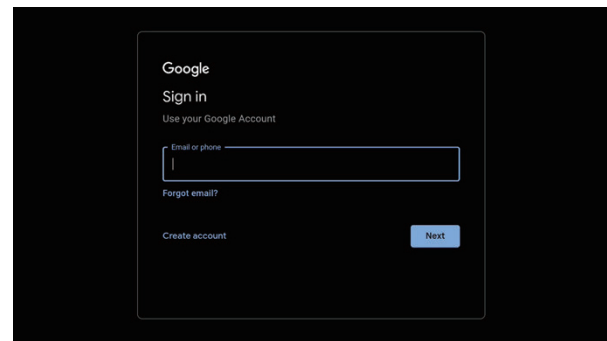 Google
Sign in
Use your Google Account
Email or phone
Forgot email?
Create account
Next